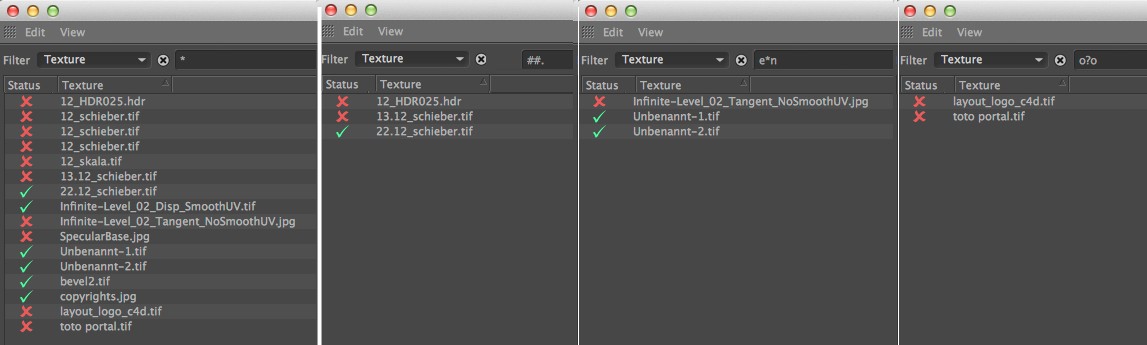 Edit View
Filter Texture *
Status Texture
12_HDR025.hdr
12_schieber.tif
12_schieber.tif
12_schieber.tif
12_skala.tif
13.12_schieber.tif
22.12_schieber.tif
Infinite-Level_02_Disp_SmoothUV.tif
Infinite-Level_02_Tangent_NoSmoothUV.jpg
SpecularBase.jpg
Unbenannt-1.tif
Unbenannt-2.tif
bevel2.tif
copyrights.jpg
layout_logo_c4d.tif
toto portal.tif
Edit View
Filter Texture ##.
Status Texture
12_HDR025.hdr
13.12_schieber.tif
22.12_schieber.tif
Edit View
Filter Texture e*n
Status Texture
Infinite-Level_02_Tangent_NoSmoothUV.jpg
Unbenannt-1.tif
Unbenannt-2.tif
Edit View
Filter Texture o?o
Status Texture
layout_logo_c4d.tif
toto portal.tif